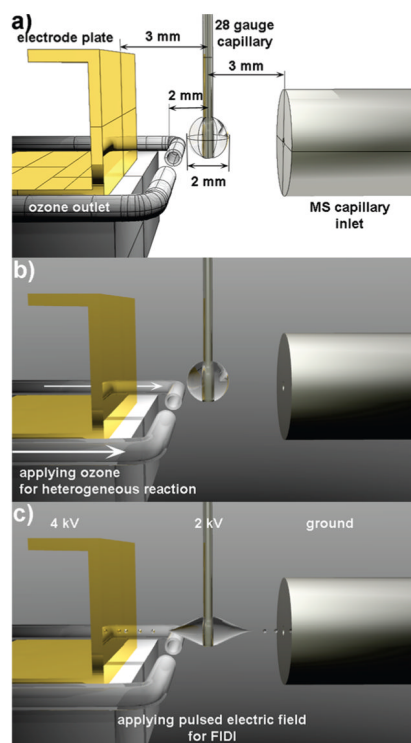 a)
electrode plate
3 mm
28 gauge
capillary
3 mm
2 mm
2 mm
ozone outlet
MS capillary
inlet
b)
applying ozone
for heterogeneous reaction
c)
4 kV
2 kV
ground
applying pulsed electric field
for FIDI